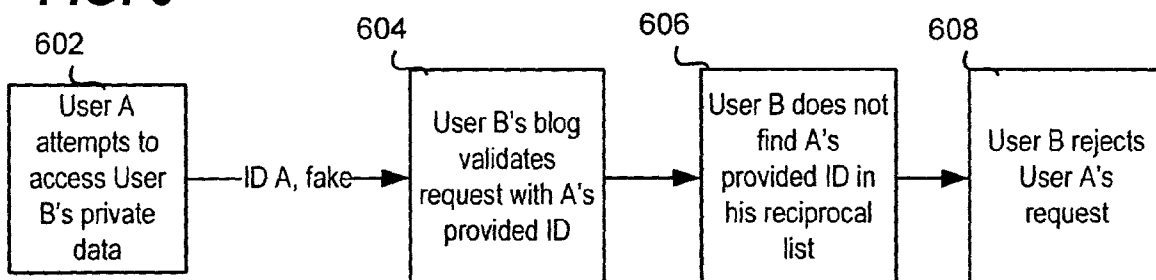 602
User A
attempts to
access User
B's private
data
ID A, fake
604
User B's blog
validates
request with A's
provided ID
606
User B does not
find A's
provided ID in
his reciprocal
list
608
User B rejects
User A's
request